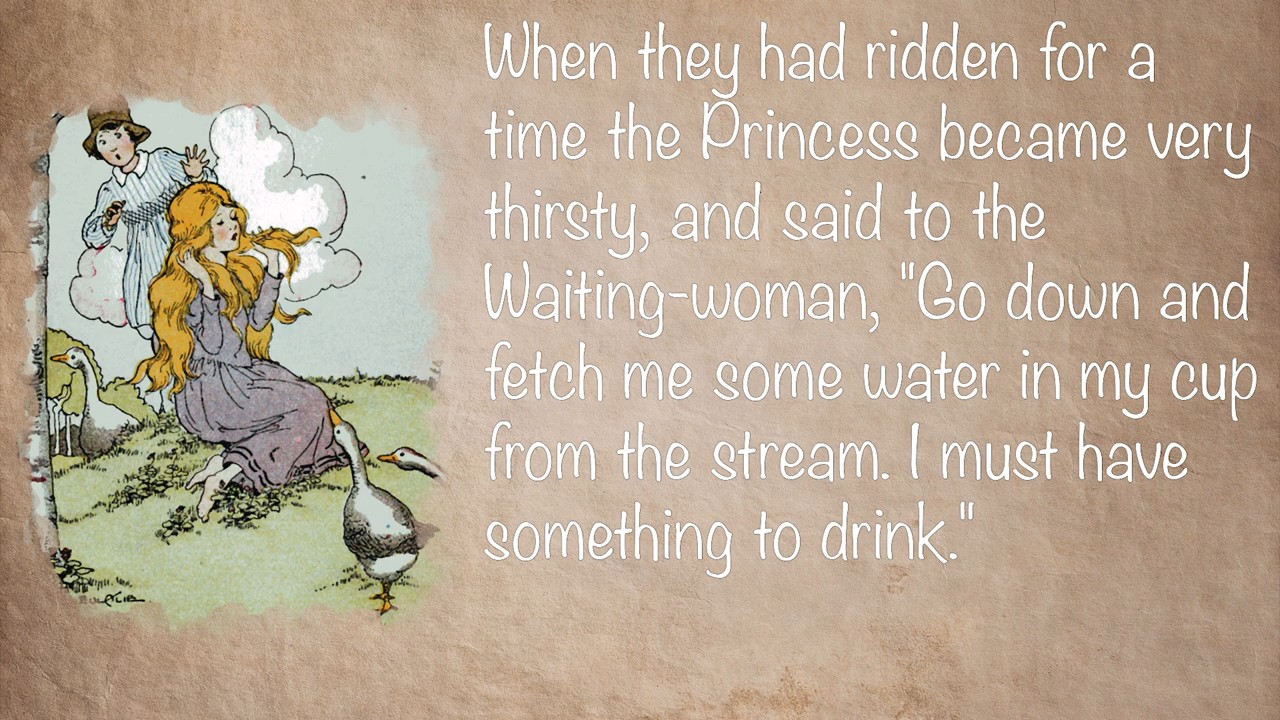 When they had ridden for a
time the Princess became very
thirsty, and said to the
Waiting-woman, "Go down and
fetch me some water in my cup
from the stream. I must have
something to drink."